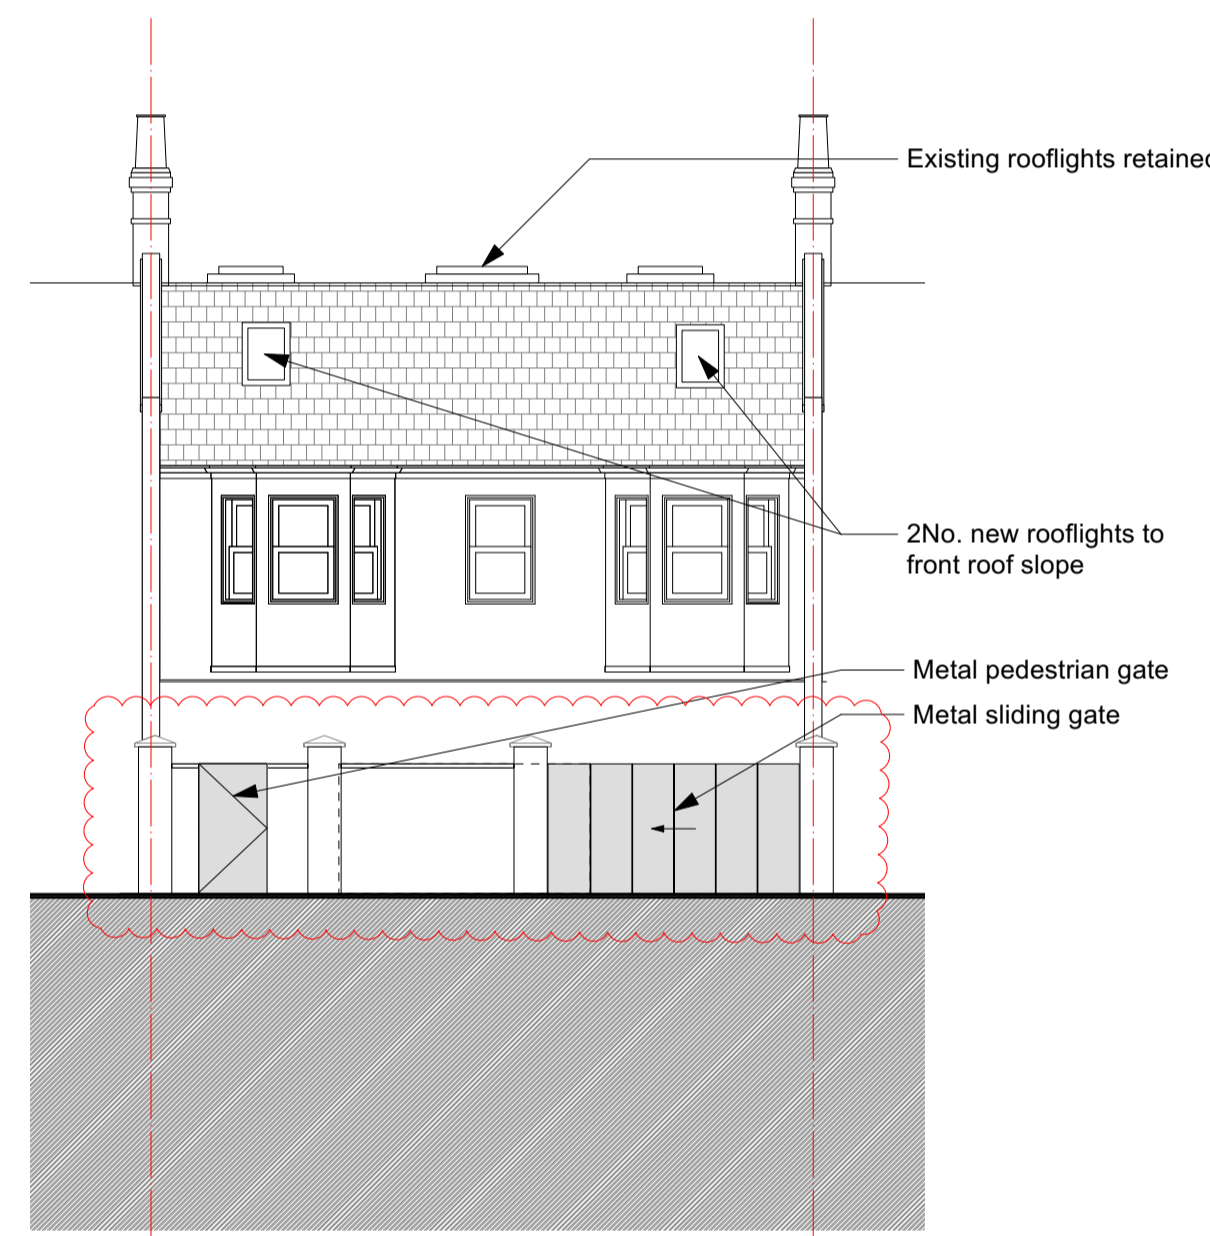 Existing rooflights retained
2No. new rooflights to
front roof slope
Metal pedestrian gate
Metal sliding gate